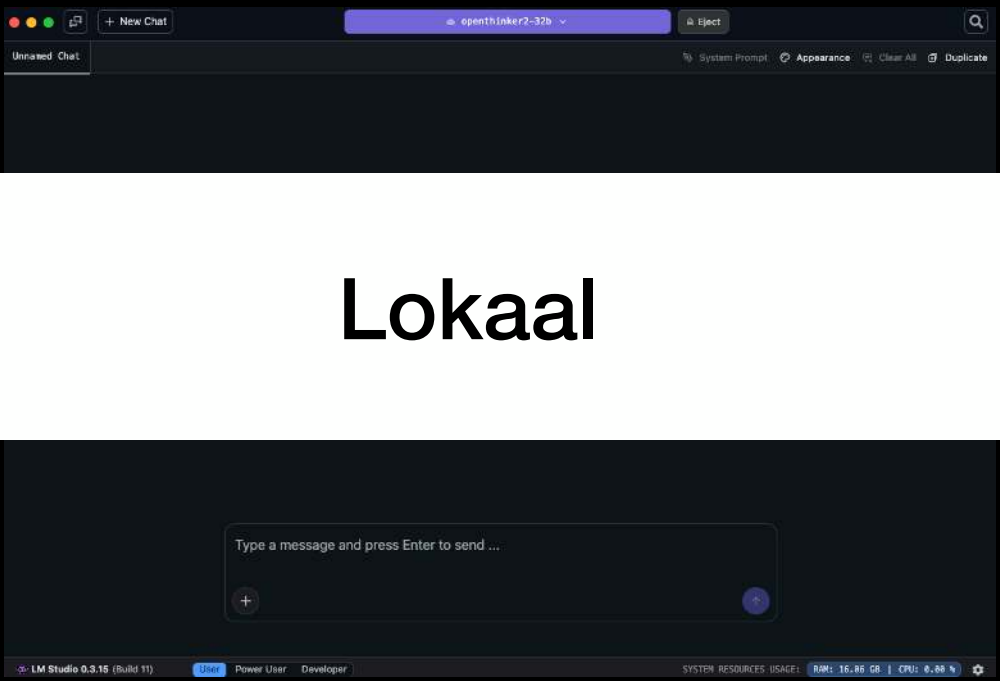 + New Chat
openthinker2-32b
Eject
Unnamed Chat
System Prompt
Appearance
Clear All
Duplicate
Lokaal
Type a message and press Enter to send ...
LM Studio 0.3.15 (Build 11)
User
Power User
Developer
SYSTEM RESOURCES USAGE:
RAM: 16.06 GB | CPU: 0.00 %